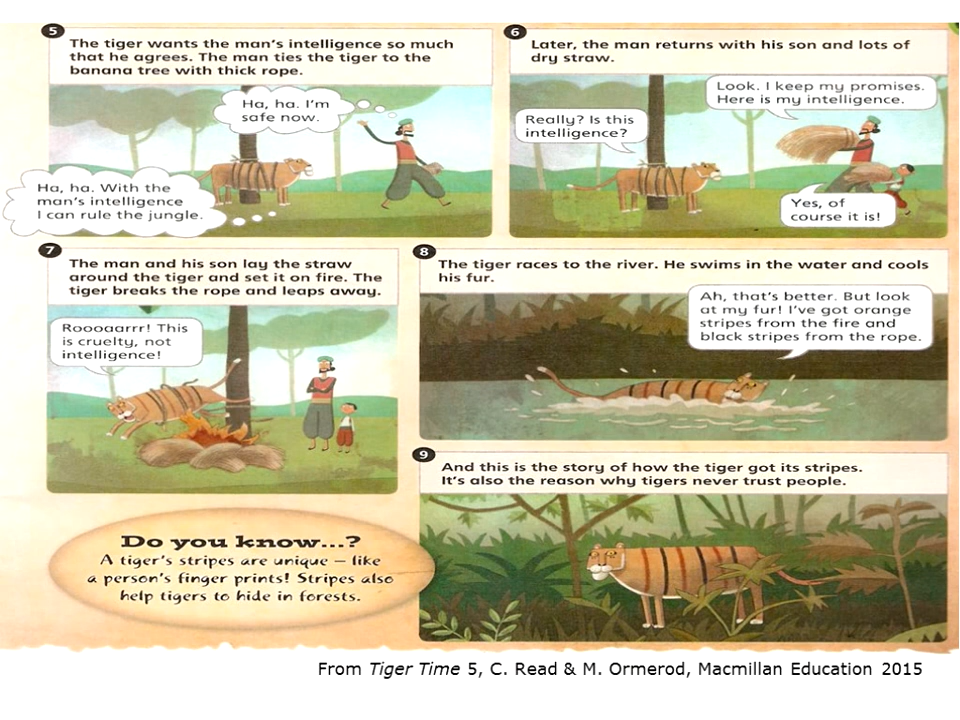 5
The tiger wants the man's intelligence so much
that he agrees. The man ties the tiger to the
banana tree with thick rope.
Ha, ha. I'm
safe now.
Ha, ha. With the
man's intelligence
I can rule the jungle.
6
Later, the man returns with his son and lots of
dry straw.
Look. I keep my promises.
Here is my intelligence.
Really? Is this
intelligence?
Yes, of
course it is!
7
The man and his son lay the straw
around the tiger and set it on fire. The
tiger breaks the rope and leaps away.
Roooaarrr! This
is cruelty, not
intelligence!
8
The tiger races to the river. He swims in the water and cools
his fur.
Ah, that's better. But look
at my fur! I've got orange
stripes from the fire and
black stripes from the rope.
9
And this is the story of how the tiger got its stripes.
It's also the reason why tigers never trust people.
Do you know...?
A tiger's stripes are unique – like
a person's finger prints! Stripes also
help tigers to hide in forests.
From Tiger Time 5, C. Read & M. Ormerod, Macmillan Education 2015